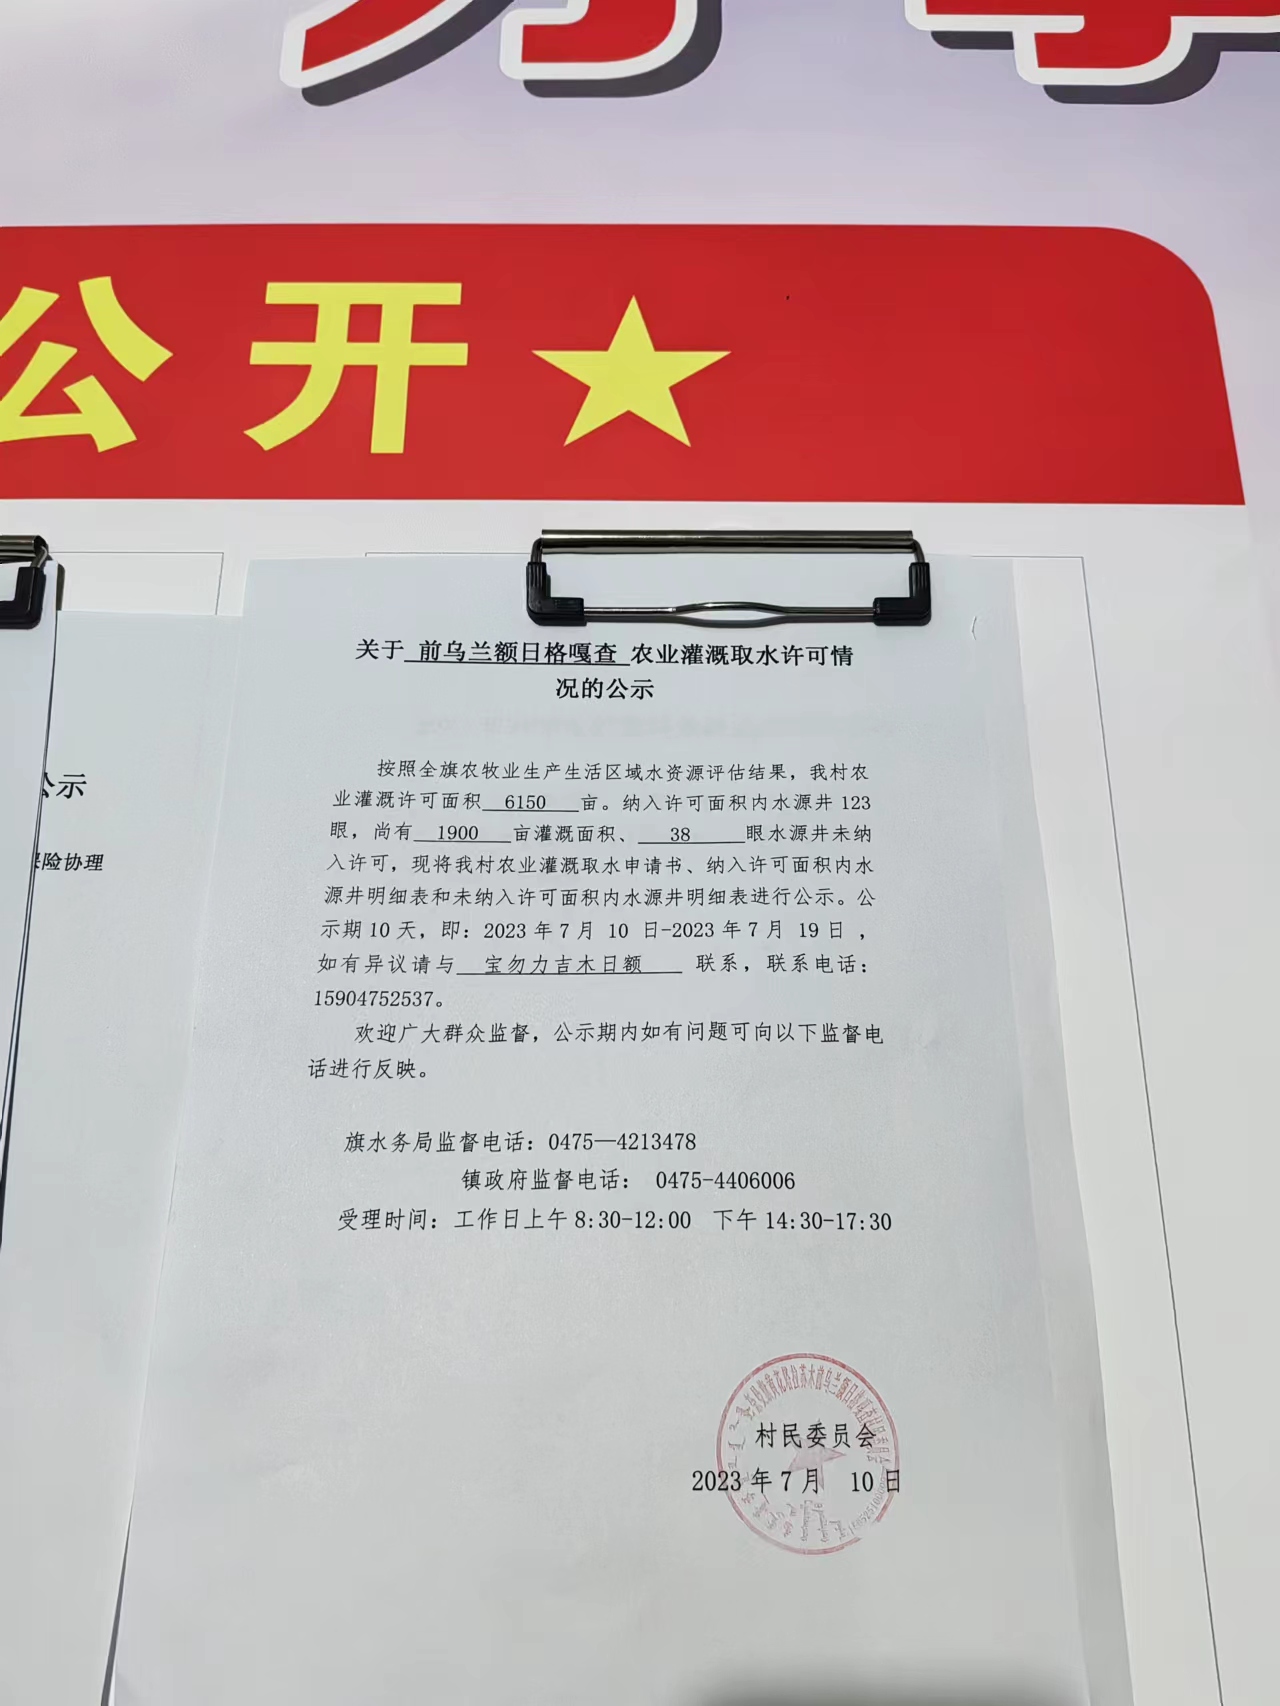 公开
关于 前乌兰额日格嘎查 农业灌溉取水许可情
况的公示
按照全旗农牧业生产生活区域水资源评估结果，我村农
业灌溉许可面积 6150 亩。纳入许可面积内水源井 123
眼，尚有 1900 亩灌溉面积、 38 眼水源井未纳
入许可，现将我村农业灌溉取水申请书、纳入许可面积内水
源井明细表和未纳入许可面积内水源井明细表进行公示。公
示期 10 天，即：2023 年 7 月 10 日-2023 年 7 月 19 日 ，
如有异议请与 宝勿力吉木日额 联系，联系电话：
15904752537。
欢迎广大群众监督，公示期内如有问题可向以下监督电
话进行反映。
旗水务局监督电话：0475—4213478
镇政府监督电话： 0475-4406006
受理时间：工作日上午 8:30-12:00 下午 14:30-17:30
村民委员会
2023 年 7 月 10 日
公示
险协理